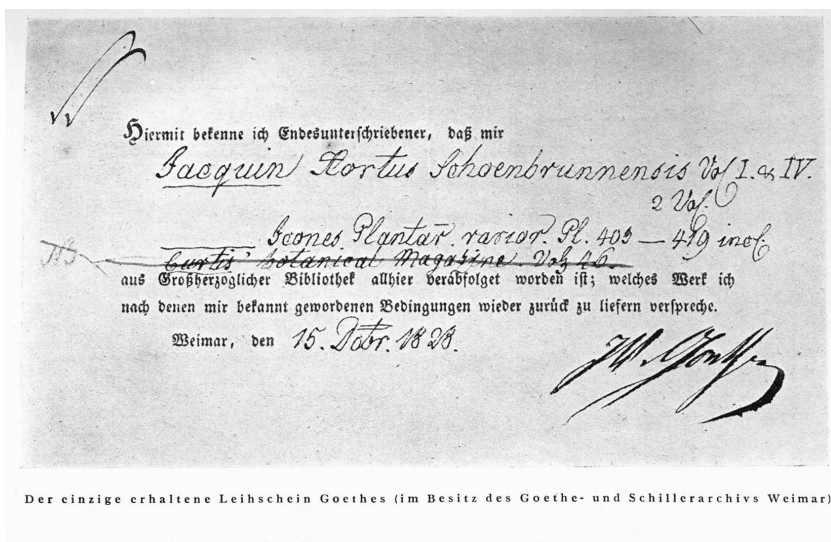 Hiermit bekenne ich Endesunterschriebener, daß mir
Jacquin Hortus Schoenbrunnensis Vol I. & IV.
2 Vol.
Icones Plantar. rarior. Pl. 403 — 419 incl.
NB
Curtis' botanical Magazine. Vol. 46.
aus Großherzoglicher Bibliothek allhier verabfolget worden ist; welches Werk ich
nach denen mir bekannt gewordenen Bedingungen wieder zurück zu liefern verspreche.
Weimar, den 15. Dbr. 1828.
JW Goethe
Der einzige erhaltene Leihschein Goethes (im Besitz des Goethe- und Schillerarchivs Weimar)